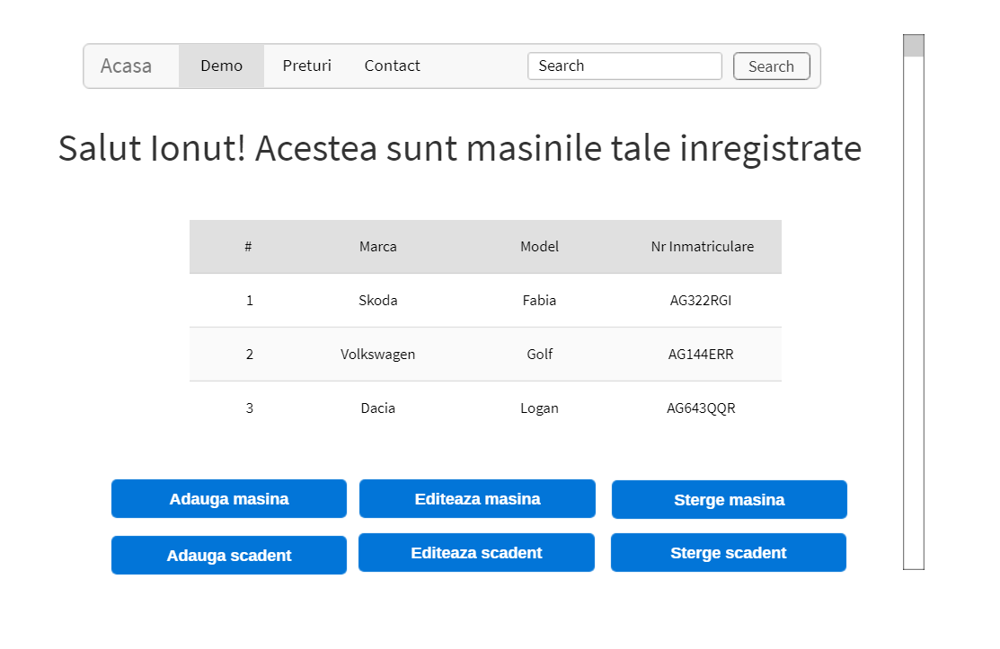 Acasa Demo Preturi Contact Search Search
Salut Ionut! Acestea sunt masinile tale inregistrate
# Marca Model Nr Inmatriculare
1 Skoda Fabia AG322RGI
2 Volkswagen Golf AG144ERR
3 Dacia Logan AG643QQR
Adauga masina Editeaza masina Sterge masina
Adauga scadent Editeaza scadent Sterge scadent